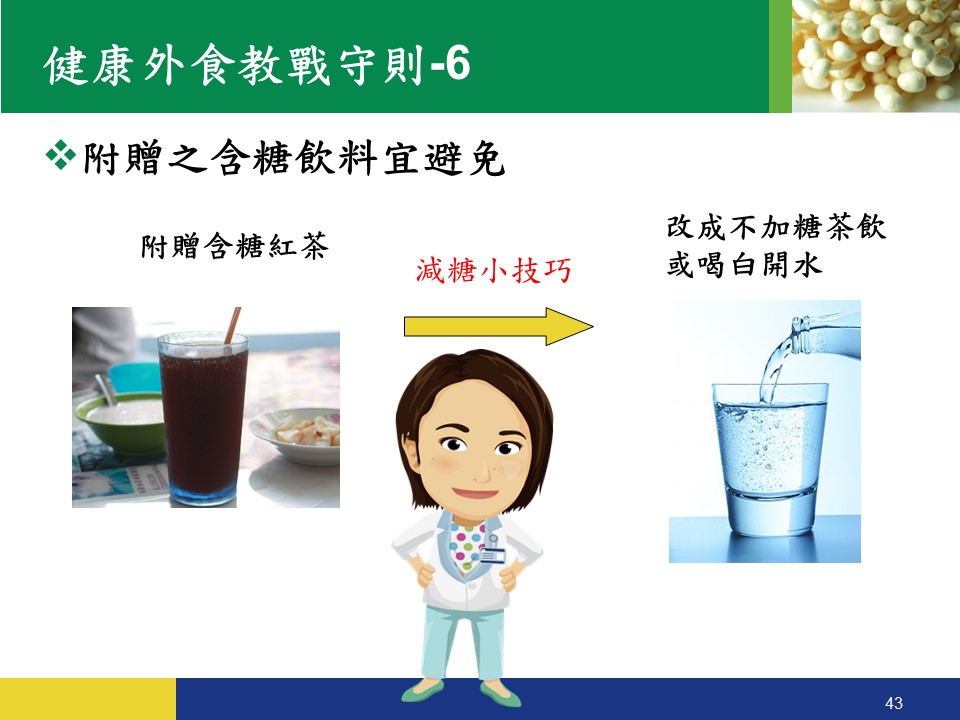 健康外食教戰守則-6
附贈之含糖飲料宜避免
附贈含糖紅茶
減糖小技巧
改成不加糖茶飲
或喝白開水
43